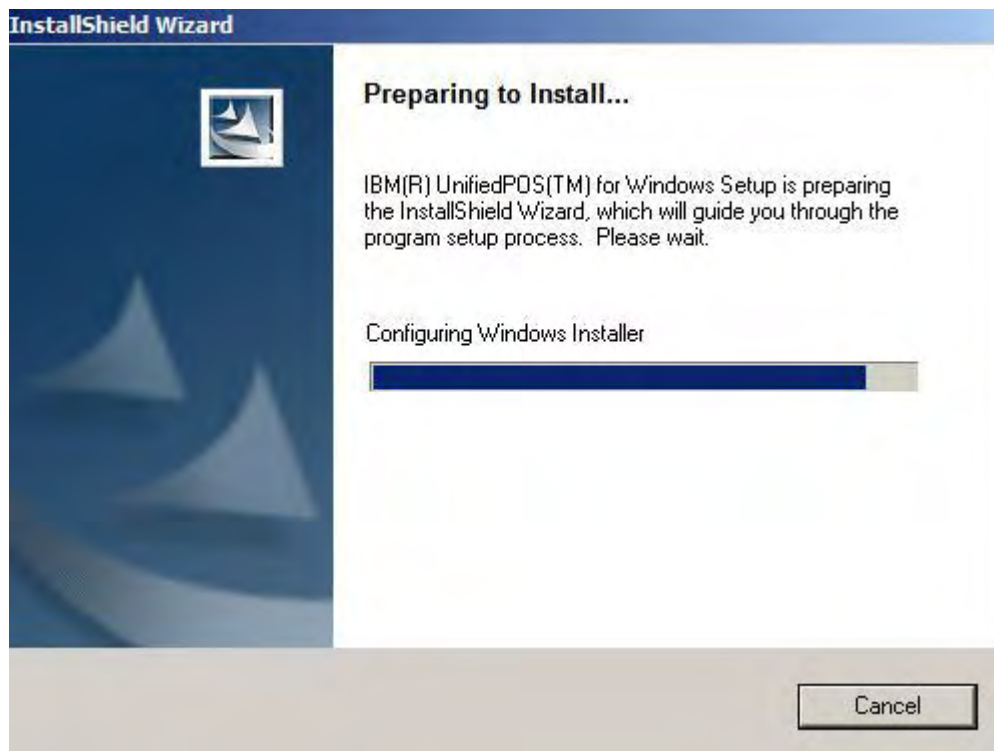 InstallShield Wizard
Preparing to Install...
IBM(R) UnifiedPOS(TM) for Windows Setup is preparing
the InstallShield Wizard, which will guide you through the
program setup process.  Please wait.
Configuring Windows Installer
Cancel